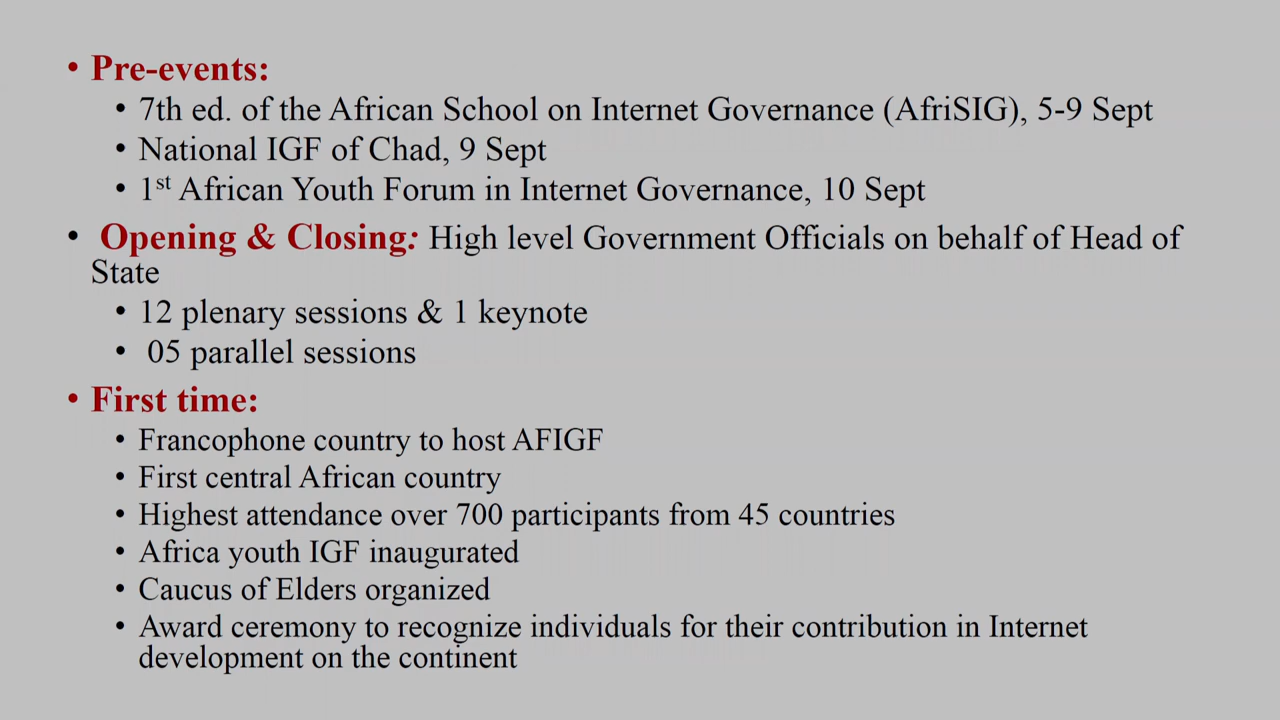 • Pre-events:
• 7th ed. of the African School on Internet Governance (AfriSIG), 5-9 Sept
• National IGF of Chad, 9 Sept
• 1st African Youth Forum in Internet Governance, 10 Sept
• Opening & Closing: High level Government Officials on behalf of Head of
State
• 12 plenary sessions & 1 keynote
• 05 parallel sessions
• First time:
• Francophone country to host AFIGF
• First central African country
• Highest attendance over 700 participants from 45 countries
• Africa youth IGF inaugurated
• Caucus of Elders organized
• Award ceremony to recognize individuals for their contribution in Internet
development on the continent